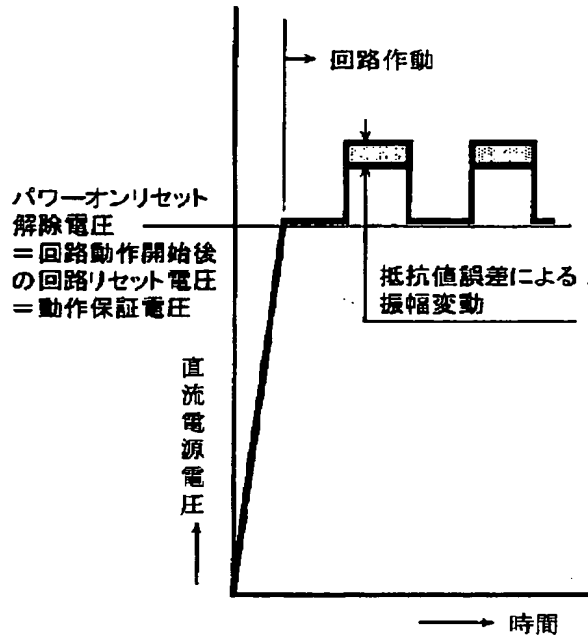 回路作動
パワーオンリセット
解除電圧
＝回路動作開始後
の回路リセット電圧
＝動作保証電圧
抵抗値誤差による
振幅変動
直流電源電圧
時間